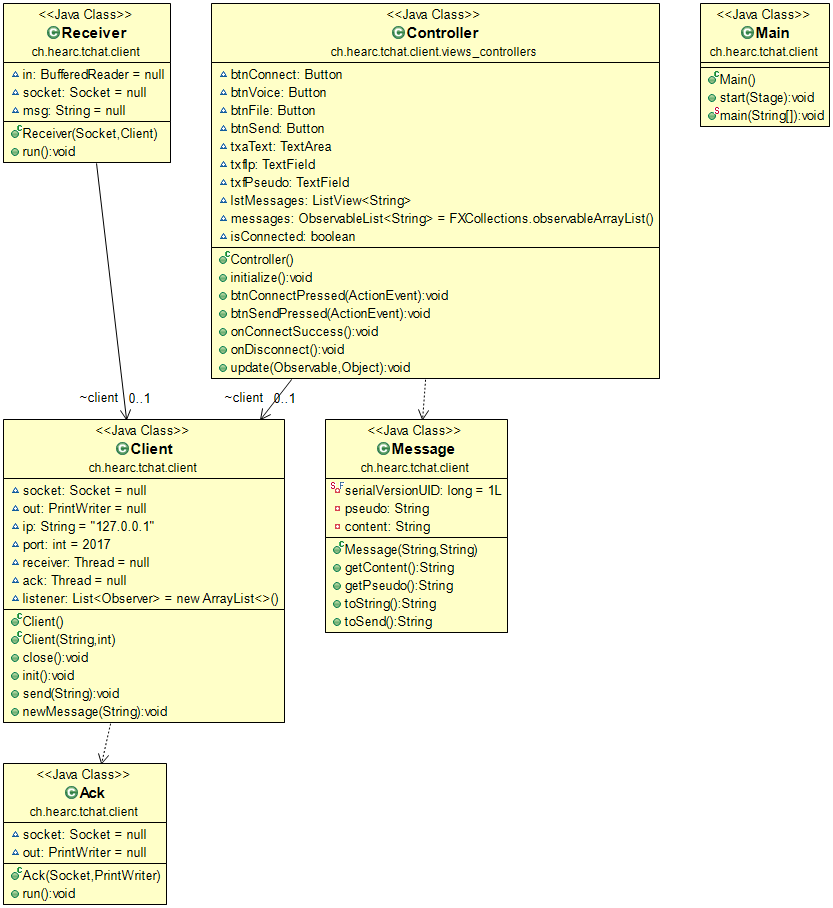 <<Java Class>>
Receiver
ch.hearc.tchat.client
in: BufferedReader = null
socket: Socket = null
msg: String = null
Receiver(Socket,Client)
run():void
<<Java Class>>
Controller
ch.hearc.tchat.client.views_controllers
btnConnect: Button
btnVoice: Button
btnFile: Button
btnSend: Button
txaText: TextArea
txfIp: TextField
txfPseudo: TextField
lstMessages: ListView<String>
messages: ObservableList<String> = FXCollections.observableArrayList()
isConnected: boolean
Controller()
initialize():void
btnConnectPressed(ActionEvent):void
btnSendPressed(ActionEvent):void
onConnectSuccess():void
onDisconnect():void
update(Observable,Object):void
<<Java Class>>
Main
ch.hearc.tchat.client
Main()
start(Stage):void
main(String[]):void
~client 0..1
~client 0..1
<<Java Class>>
Client
ch.hearc.tchat.client
socket: Socket = null
out: PrintWriter = null
ip: String = "127.0.0.1"
port: int = 2017
receiver: Thread = null
ack: Thread = null
listener: List<Observer> = new ArrayList<>()
Client()
Client(String,int)
close():void
init():void
send(String):void
newMessage(String):void
<<Java Class>>
Message
ch.hearc.tchat.client
serialVersionUID: long = 1L
pseudo: String
content: String
Message(String,String)
getContent():String
getPseudo():String
toString():String
toSend():String
<<Java Class>>
Ack
ch.hearc.tchat.client
socket: Socket = null
out: PrintWriter = null
Ack(Socket,PrintWriter)
run():void